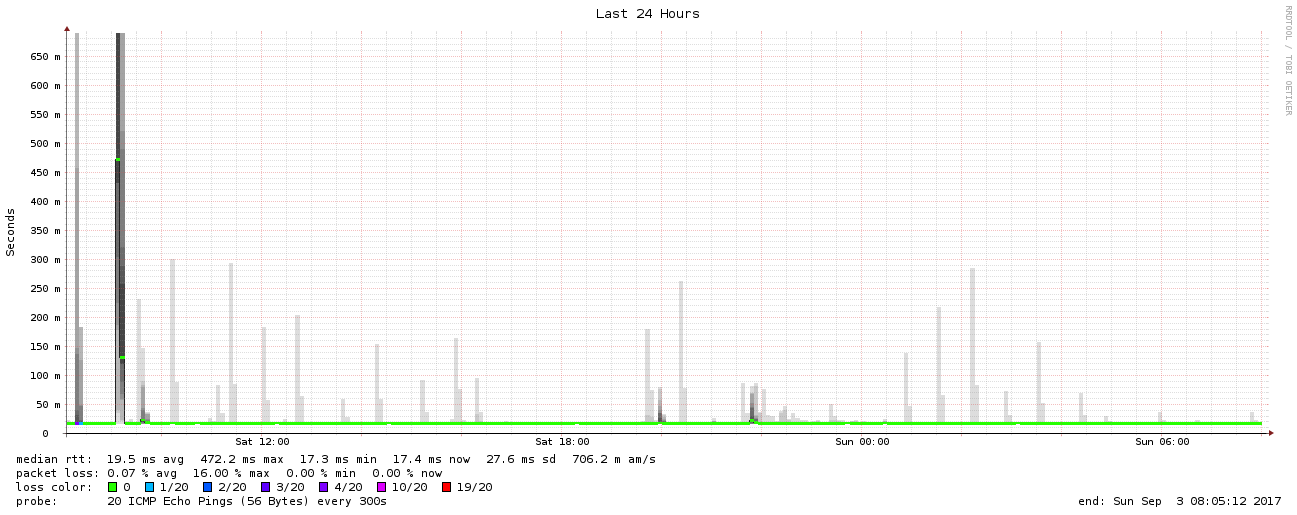 Last 24 Hours
RRDTOOL / TOBI OETIKER
Seconds
650 m
600 m
550 m
500 m
450 m
400 m
350 m
300 m
250 m
200 m
150 m
100 m
50 m
0
Sat 12:00 Sat 18:00 Sun 00:00 Sun 06:00
median rtt: 19.5 ms avg 472.2 ms max 17.3 ms min 17.4 ms now 27.6 ms sd 706.2 m am/s
packet loss: 0.07 % avg 16.00 % max 0.00 % min 0.00 % now
loss color: 0 1/20 2/20 3/20 4/20 10/20 19/20
probe: 20 ICMP Echo Pings (56 Bytes) every 300s end: Sun Sep 3 08:05:12 2017